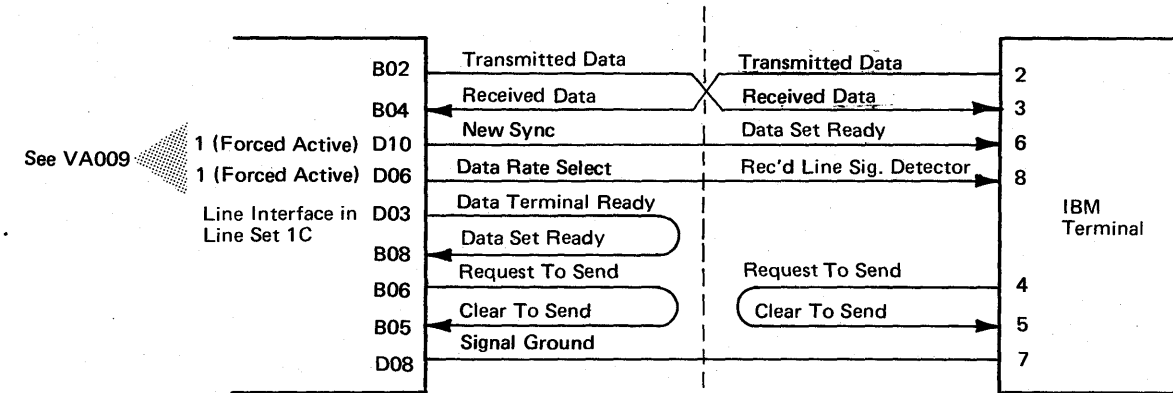 B02 Transmitted Data Transmitted Data 2
B04 Received Data Received Data 3
See VA009
1 (Forced Active) D10 New Sync Data Set Ready 6
1 (Forced Active) D06 Data Rate Select Rec'd Line Sig. Detector 8
Line Interface in
Line Set 1C
D03 Data Terminal Ready
B08 Data Set Ready
IBM
Terminal
B06 Request To Send Request To Send 4
B05 Clear To Send Clear To Send 5
D08 Signal Ground 7